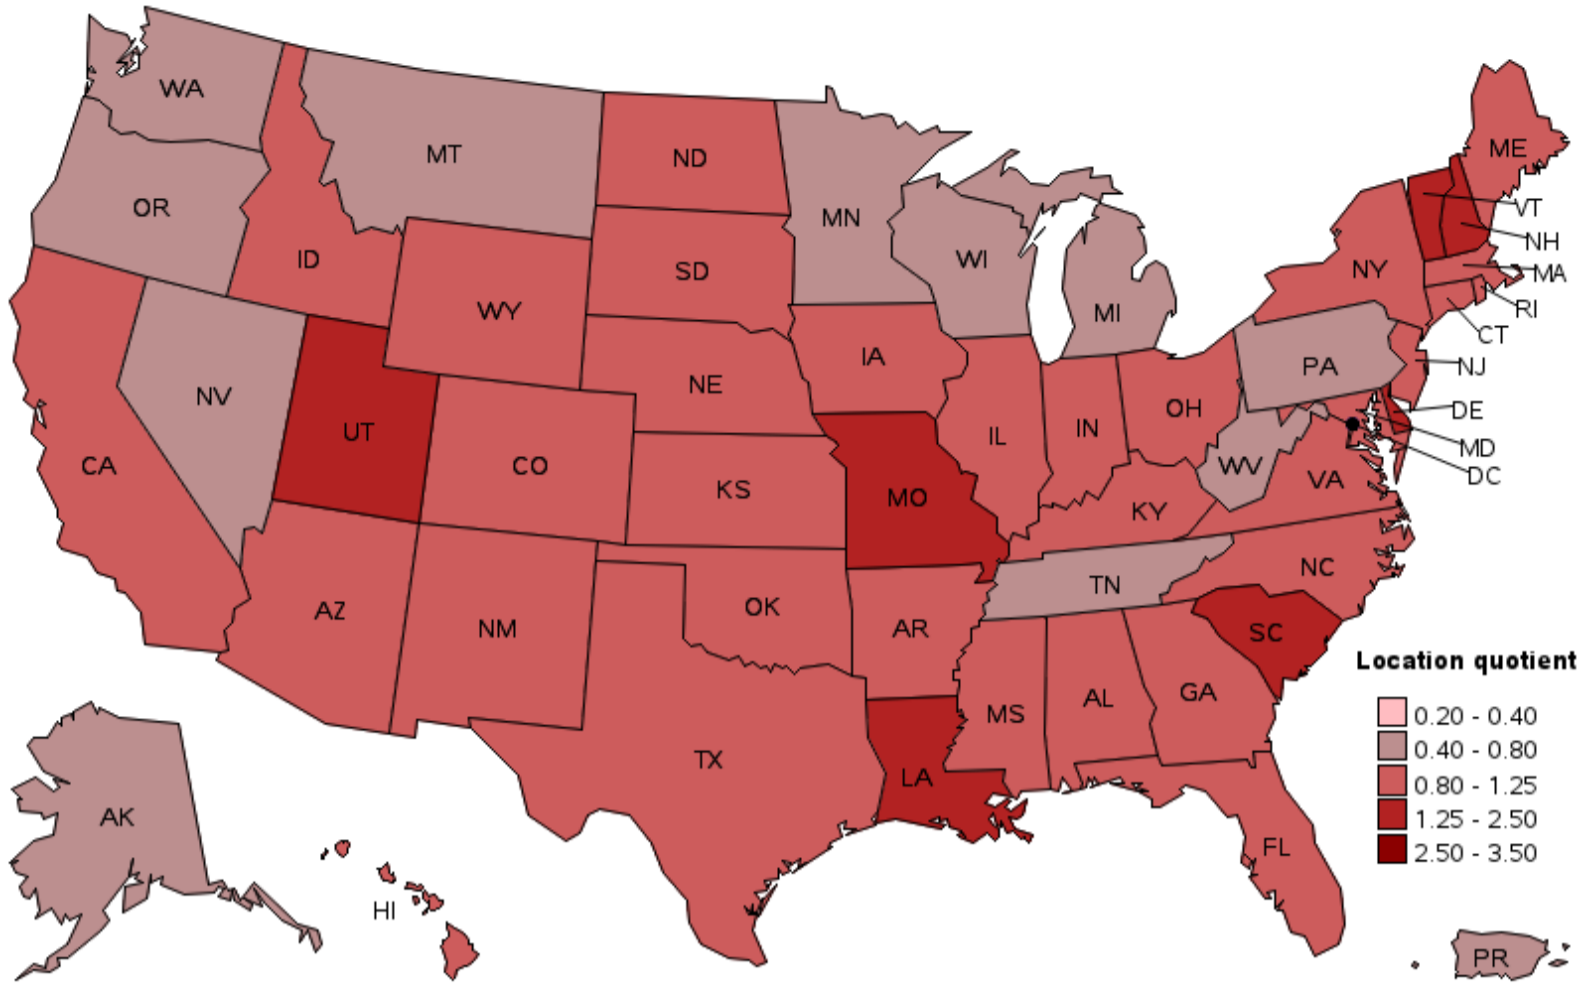 WA
MT
ND
ME
OR
MN
VT
ID
WI
NH
SD
NY
MA
WY
MI
RI
CT
IA
PA
NJ
NE
NV
OH
DE
UT
IL
IN
MD
CA
CO
WV
DC
KS
MO
VA
KY
NC
TN
AZ
OK
NM
AR
SC
Location quotient
GA
AL
MS
0.20 - 0.40
0.40 - 0.80
TX
LA
0.80 - 1.25
AK
1.25 - 2.50
FL
2.50 - 3.50
HI
PR